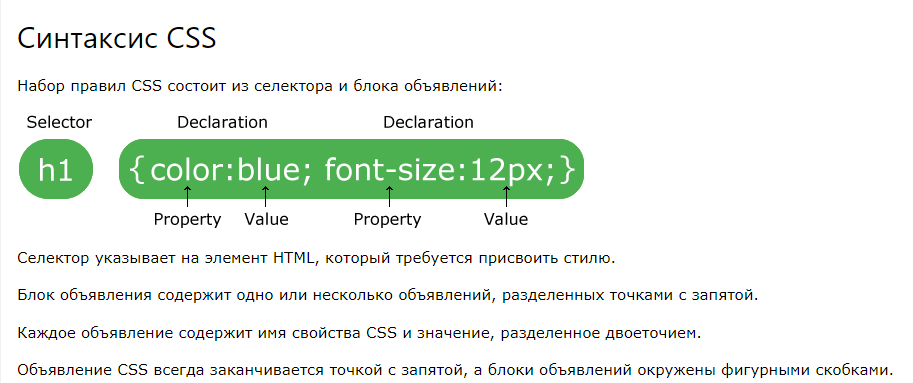 Синтаксис CSS
Набор правил CSS состоит из селектора и блока объявлений:
Selector Declaration Declaration
h1 {color:blue; font-size:12px;}
Property Value Property Value
Селектор указывает на элемент HTML, который требуется присвоить стилю.
Блок объявления содержит одно или несколько объявлений, разделенных точками с запятой.
Каждое объявление содержит имя свойства CSS и значение, разделенное двоеточием.
Объявление CSS всегда заканчивается точкой с запятой, а блоки объявлений окружены фигурными скобками.